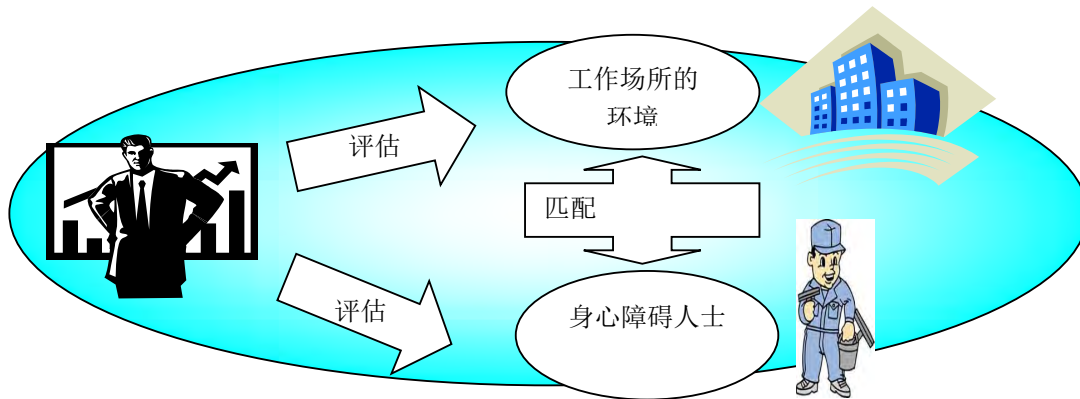 工作场所的
环境
评估
匹配
评估
身心障碍人士